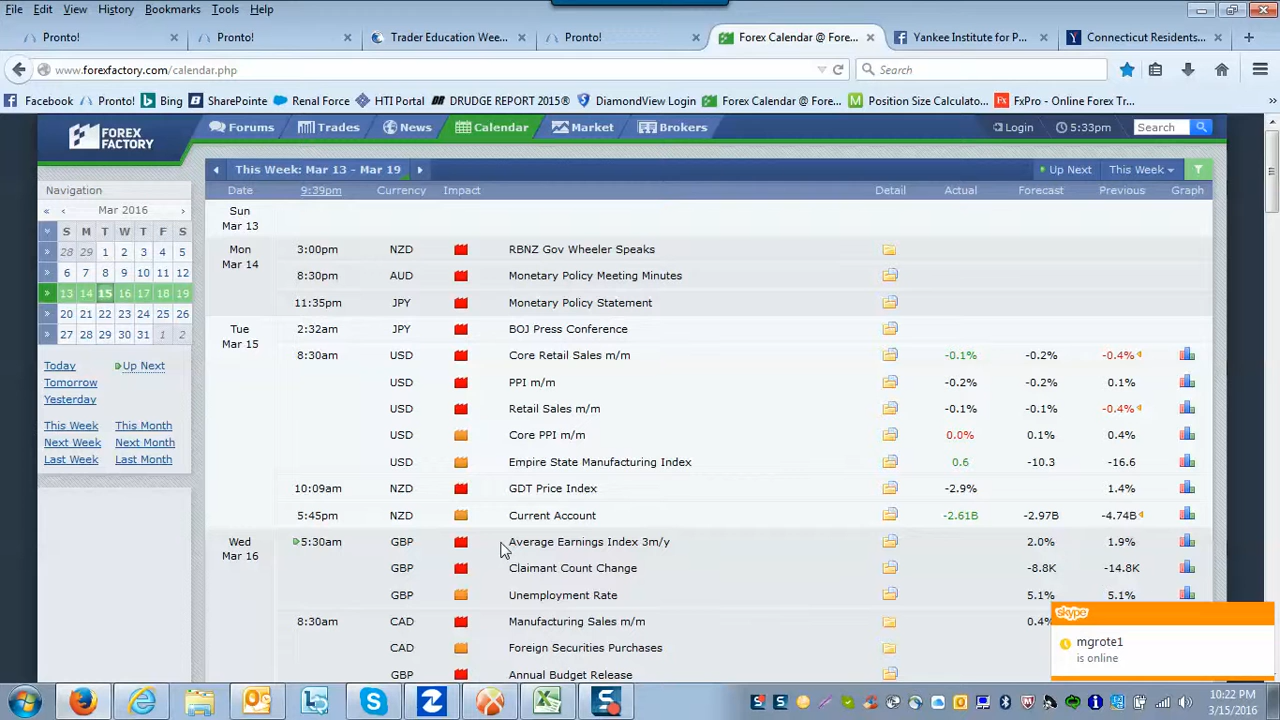 File Edit View History Bookmarks Tools Help
Pronto! × Pronto! × Trader Education Wee... × Pronto! × Forex Calendar @ Fore... × Yankee Institute for P... × Connecticut Residents... × +
www.forexfactory.com/calendar.php Search
Facebook Pronto! Bing SharePointe Renal Force HTI Portal DRUDGE REPORT 2015 DiamondView Login Forex Calendar @ Fore... Position Size Calculato... FxPro - Online Forex Tr...
FOREX FACTORY Forums Trades News Calendar Market Brokers Login 5:33pm Search
Navigation
« ‹ Mar 2016 ›
S M T W T F S
» 28 29 1 2 3 4 5
» 6 7 8 9 10 11 12
» 13 14 15 16 17 18 19
» 20 21 22 23 24 25 26
» 27 28 29 30 31 1 2
Today Up Next
Tomorrow
Yesterday
This Week This Month
Next Week Next Month
Last Week Last Month
This Week: Mar 13 - Mar 19 Up Next This Week
Date 9:39pm Currency Impact Detail Actual Forecast Previous Graph
Sun Mar 13
Mon Mar 14 3:00pm NZD RBNZ Gov Wheeler Speaks
8:30pm AUD Monetary Policy Meeting Minutes
11:35pm JPY Monetary Policy Statement
Tue Mar 15 2:32am JPY BOJ Press Conference
8:30am USD Core Retail Sales m/m -0.1% -0.2% -0.4%
USD PPI m/m -0.2% -0.2% 0.1%
USD Retail Sales m/m -0.1% -0.1% -0.4%
USD Core PPI m/m 0.0% 0.1% 0.4%
USD Empire State Manufacturing Index 0.6 -10.3 -16.6
10:09am NZD GDT Price Index -2.9% 1.4%
5:45pm NZD Current Account -2.61B -2.97B -4.74B
Wed Mar 16 5:30am GBP Average Earnings Index 3m/y 2.0% 1.9%
GBP Claimant Count Change -8.8K -14.8K
GBP Unemployment Rate 5.1% 5.1%
8:30am CAD Manufacturing Sales m/m 0.4%
CAD Foreign Securities Purchases
GBP Annual Budget Release
skype
mgrote1
is online
10:22 PM
3/15/2016